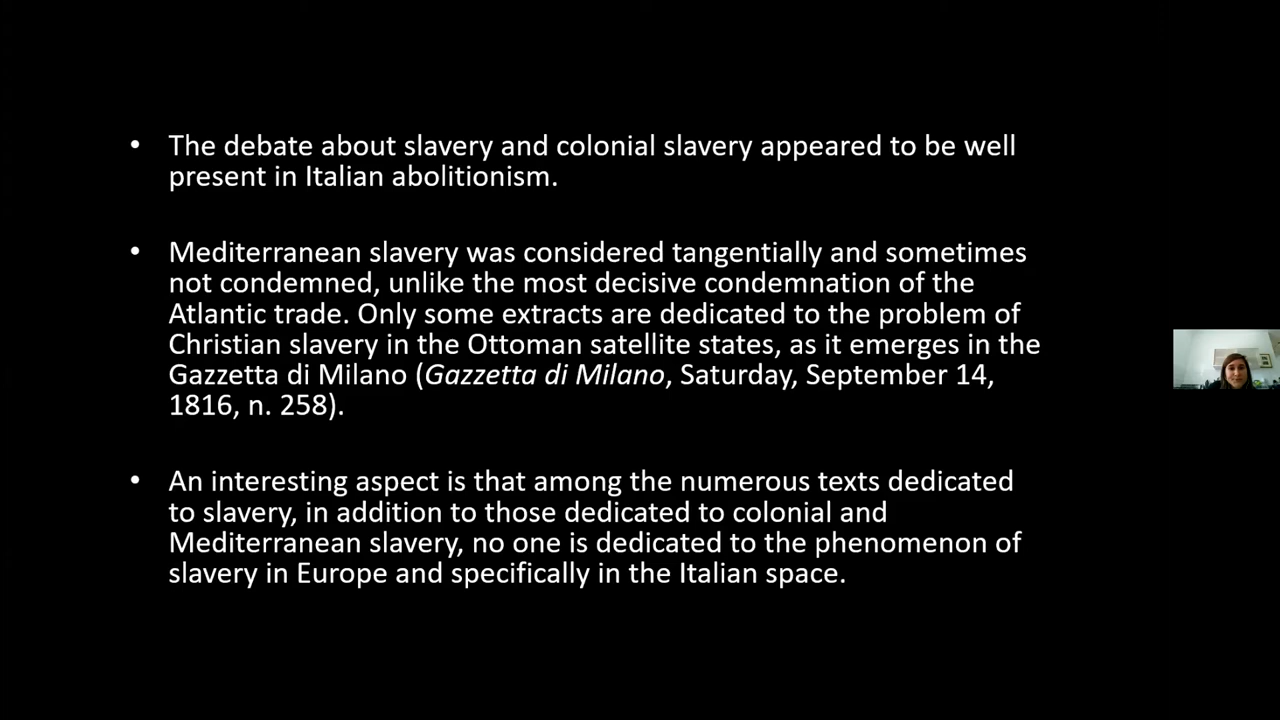 • The debate about slavery and colonial slavery appeared to be well
present in Italian abolitionism.
• Mediterranean slavery was considered tangentially and sometimes
not condemned, unlike the most decisive condemnation of the
Atlantic trade. Only some extracts are dedicated to the problem of
Christian slavery in the Ottoman satellite states, as it emerges in the
Gazzetta di Milano (Gazzetta di Milano, Saturday, September 14,
1816, n. 258).
• An interesting aspect is that among the numerous texts dedicated
to slavery, in addition to those dedicated to colonial and
Mediterranean slavery, no one is dedicated to the phenomenon of
slavery in Europe and specifically in the Italian space.